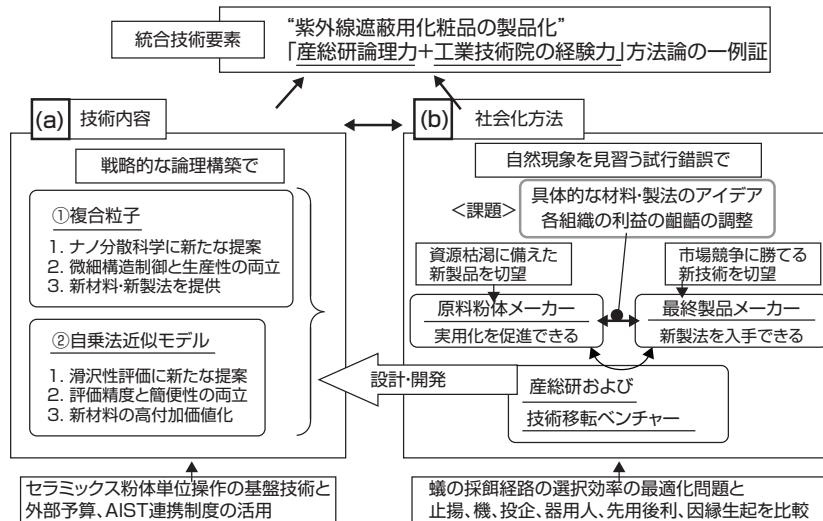 統合技術要素
“紫外線遮蔽用化粧品の製品化”
「産総研論理力＋工業技術院の経験力」方法論の一例証
(a) 技術内容
戦略的な論理構築で
①複合粒子
1. ナノ分散科学に新たな提案
2. 微細構造制御と生産性の両立
3. 新材料・新製法を提供
②自乗法近似モデル
1. 滑沢性評価に新たな提案
2. 評価精度と簡便性の両立
3. 新材料の高付加価値化
セラミックス粉体単位操作の基盤技術と
外部予算、AIST連携制度の活用
(b) 社会化方法
自然現象を見習う試行錯誤で
<課題>
具体的な材料・製法のアイデア
各組織の利益の齟齬の調整
資源枯渇に備えた
新製品を切望
市場競争に勝てる
新技術を切望
原料粉体メーカー
実用化を促進できる
最終製品メーカー
新製法を入手できる
設計・開発
産総研および
技術移転ベンチャー
蟻の採餌経路の選択効率の最適化問題と
止揚、機、投企、器用人、先用後利、因縁生起を比較